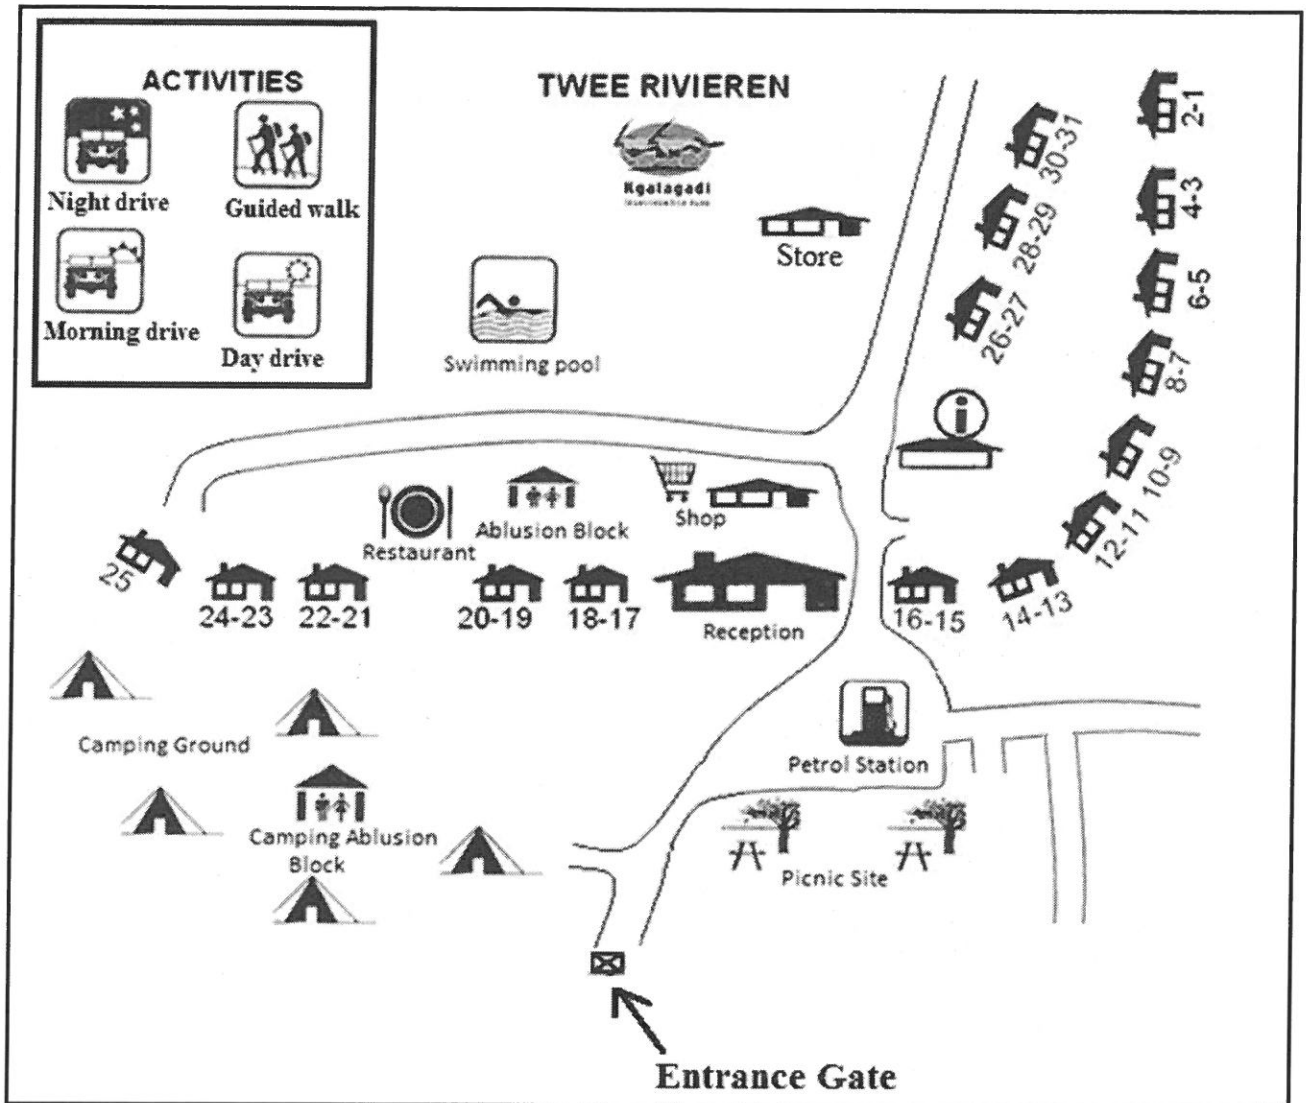 ACTIVITIES
Night drive
Guided walk
Morning drive
Day drive
TWEE RIVIEREN
Kgalagadi
Store
Swimming pool
30-31
2-1
28-29
4-3
26-27
6-5
8-7
i
10-9
12-11
14-13
16-15
Restaurant
Ablusion Block
Shop
25
24-23
22-21
20-19
18-17
Reception
Camping Ground
Camping Ablusion
Block
Petrol Station
Picnic Site
Entrance Gate